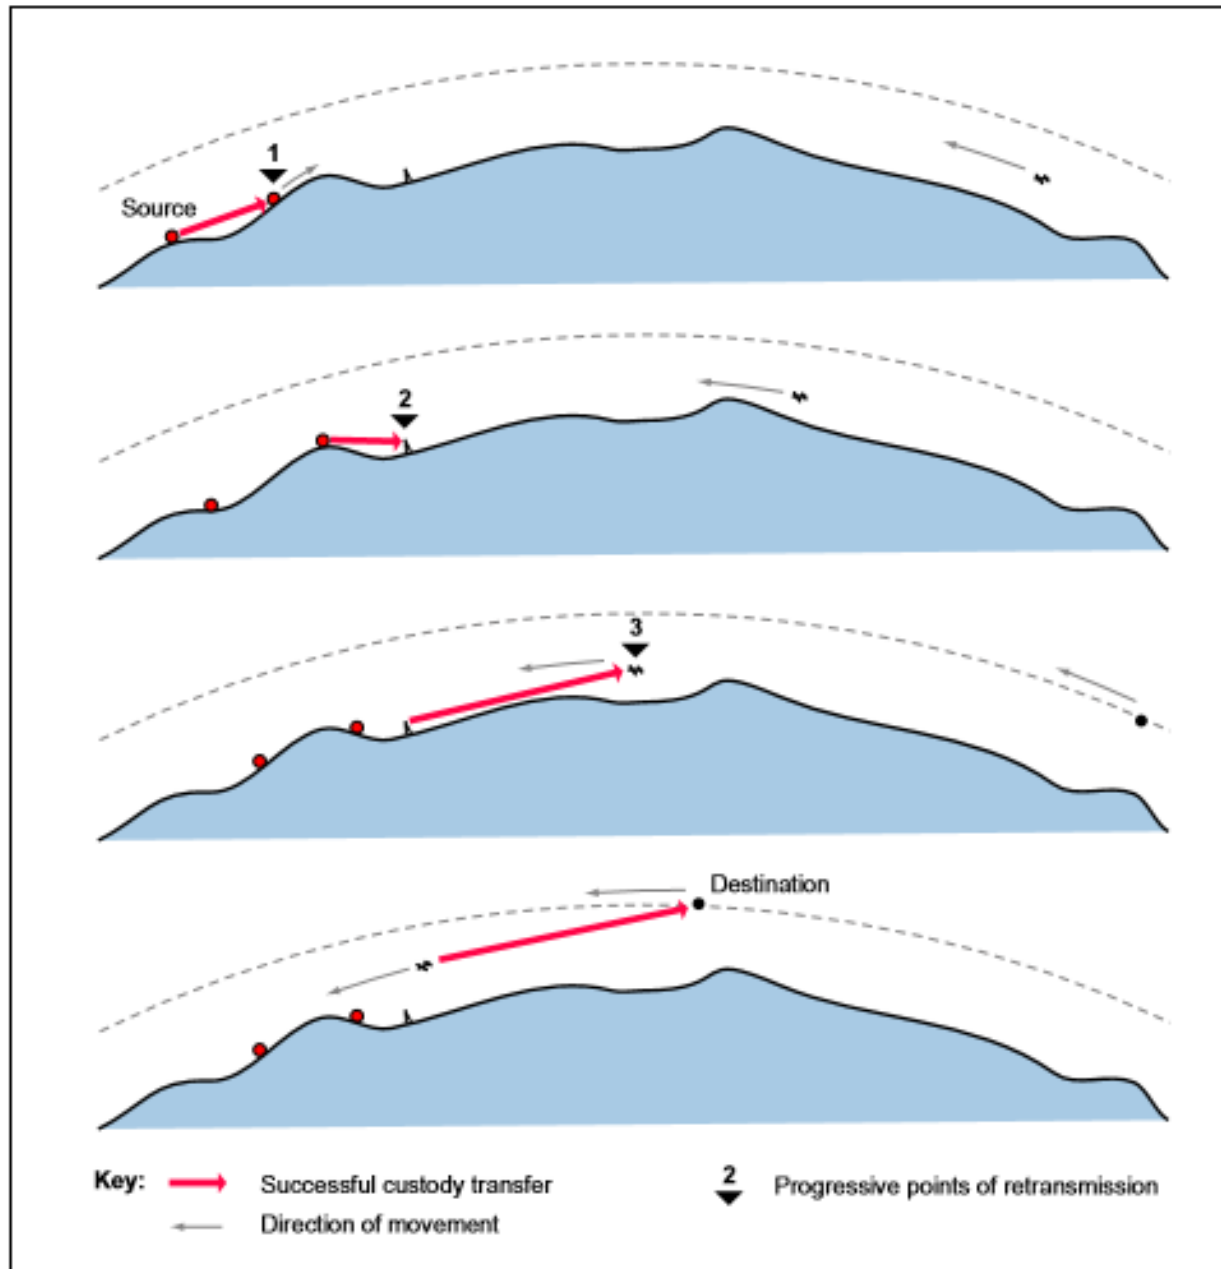 1
Source
2
3
Destination
Key:
Successful custody transfer
2
Progressive points of retransmission
Direction of movement